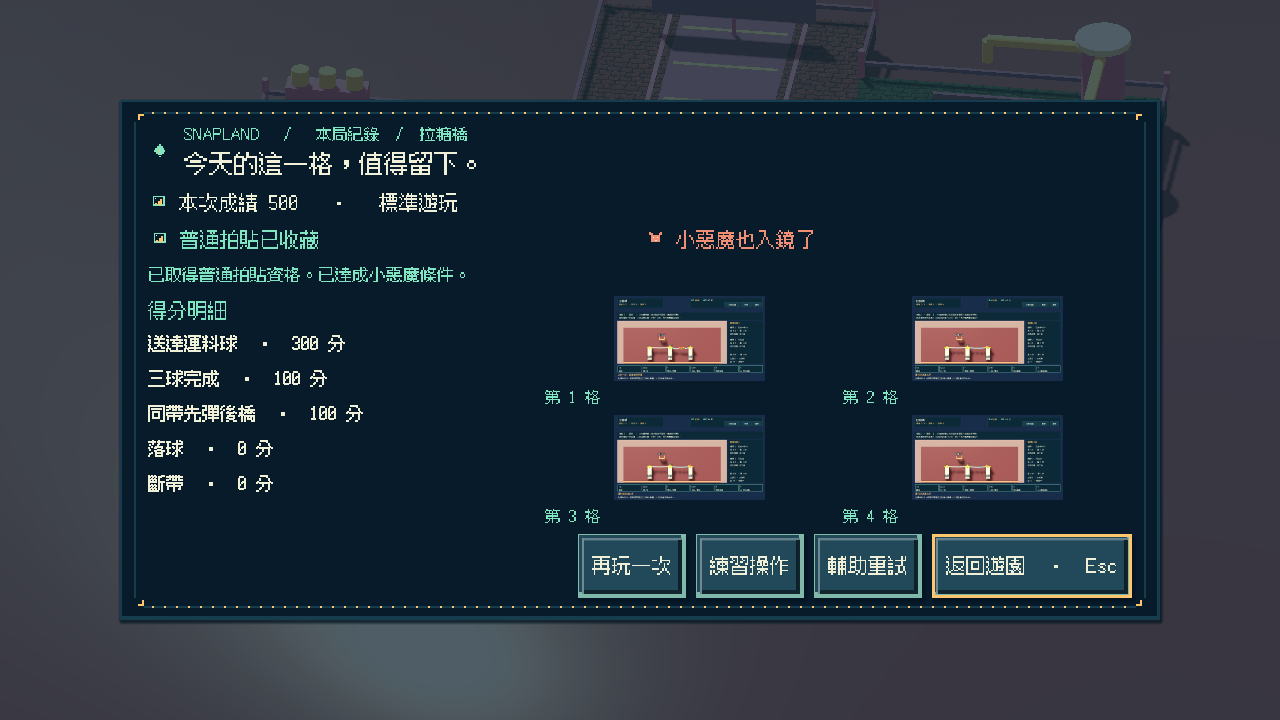 SNAPLAND / 本局紀錄 / 拉糖橋
今天的這一格，值得留下。
本次成績 500 · 標準遊玩
普通拍貼已收藏
小惡魔也入鏡了
已取得普通拍貼資格。已達成小惡魔條件。
得分明細
送達運科球 · 300 分
三球完成 · 100 分
同帶先彈後橋 · 100 分
落球 · 0 分
斷帶 · 0 分
第 1 格
第 2 格
第 3 格
第 4 格
再玩一次
練習操作
輔助重試
返回遊園 · Esc